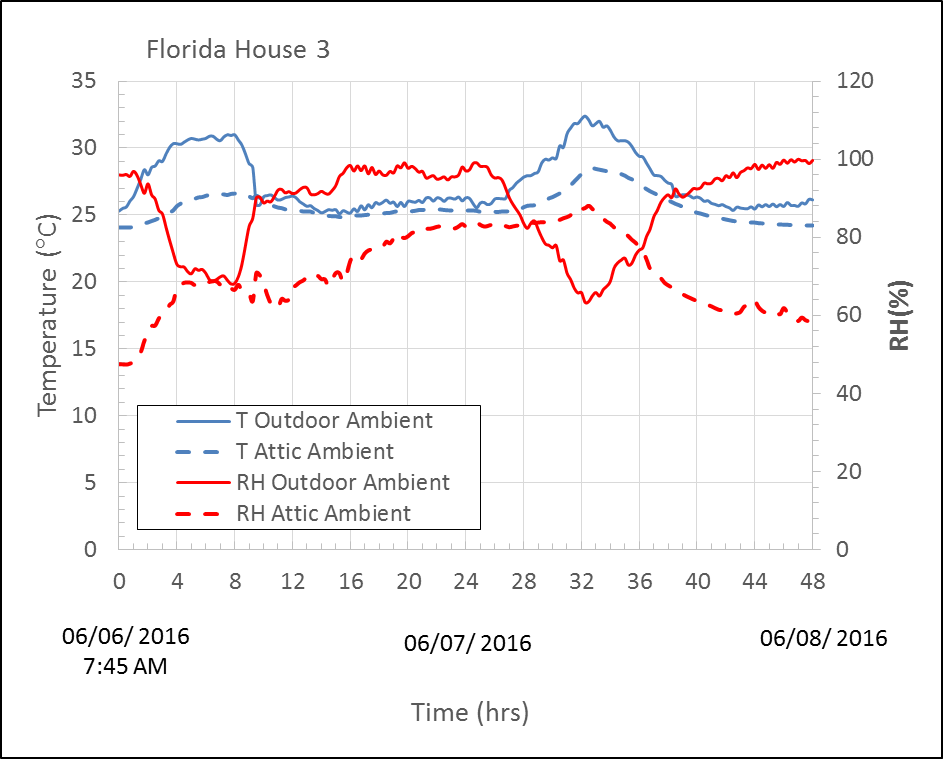 Florida House 3
35
30
25
20
15
10
5
0
Temperature (°C)
120
100
80
60
40
20
0
RH(%)
T Outdoor Ambient
T Attic Ambient
RH Outdoor Ambient
RH Attic Ambient
0 4 8 12 16 20 24 28 32 36 40 44 48
06/06/ 2016
7:45 AM
06/07/ 2016
06/08/ 2016
Time (hrs)